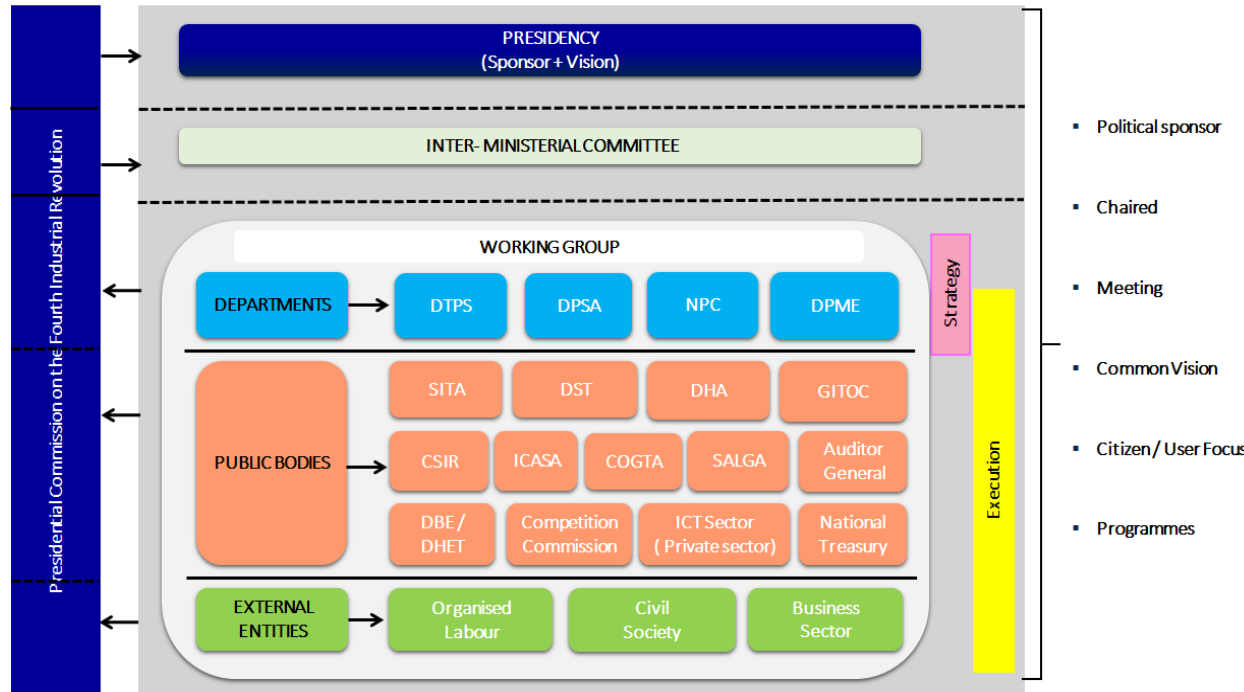 Presidential Commission on the Fourth Industrial Revolution
PRESIDENCY
(Sponsor + Vision)
INTER- MINISTERIAL COMMITTEE
WORKING GROUP
DEPARTMENTS
DTPS
DPSA
NPC
DPME
PUBLIC BODIES
SITA
DST
DHA
GITOC
CSIR
ICASA
COGTA
SALGA
Auditor
General
DBE /
DHET
Competition
Commission
ICT Sector
( Private sector)
National
Treasury
EXTERNAL
ENTITIES
Organised
Labour
Civil
Society
Business
Sector
Strategy
Execution
▪ Political sponsor
▪ Chaired
▪ Meeting
▪ Common Vision
▪ Citizen / User Focus
▪ Programmes